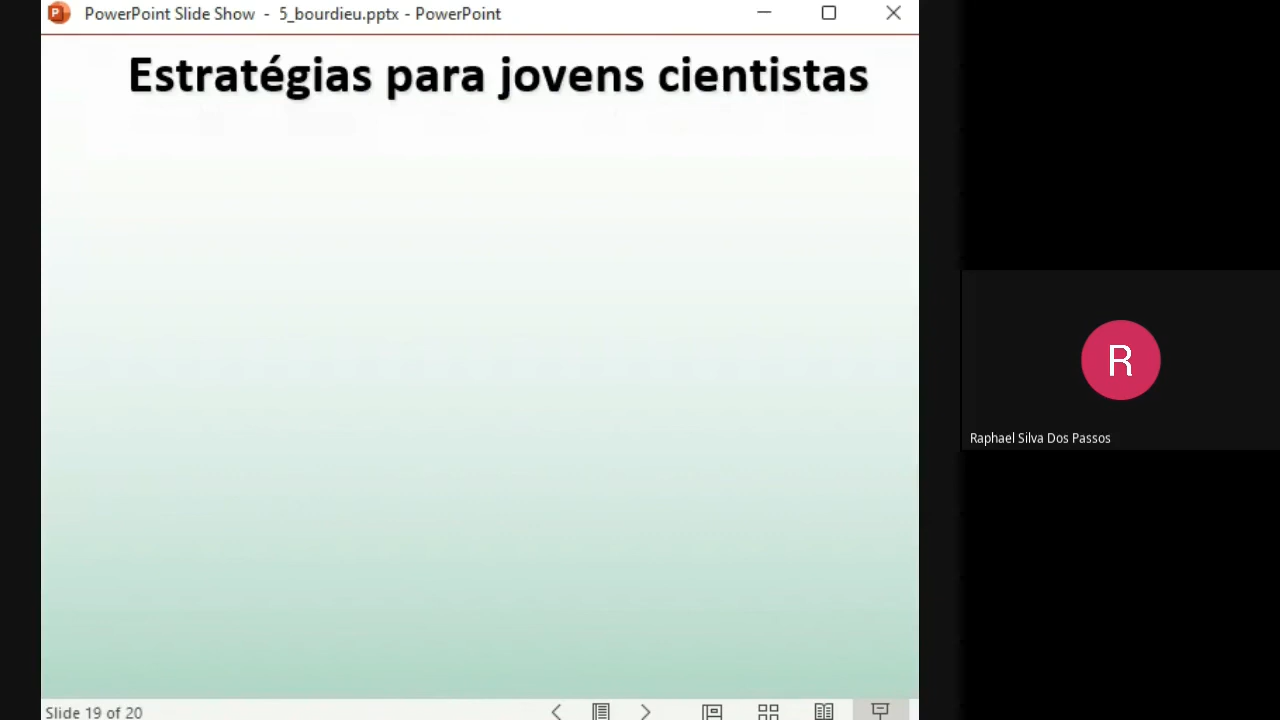 PowerPoint Slide Show - 5_bourdieu.pptx - PowerPoint
Estratégias para jovens cientistas
R
Raphael Silva Dos Passos
Slide 19 of 20